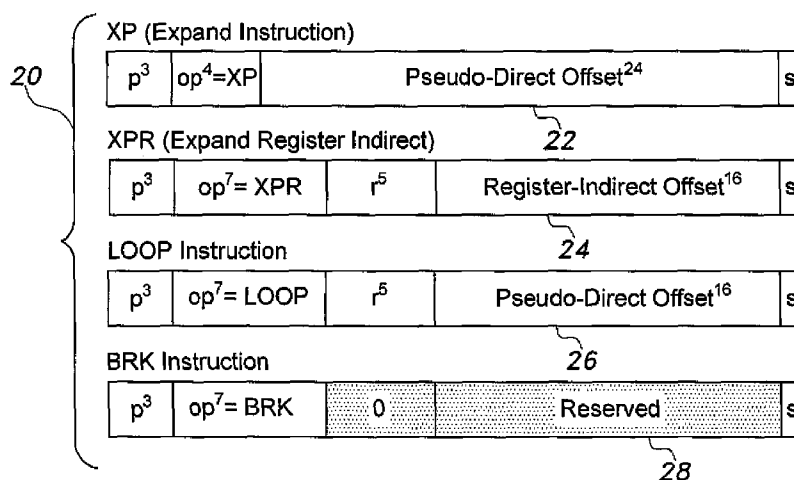 XP (Expand Instruction)
20
p³ op⁴=XP Pseudo-Direct Offset²⁴ s
22
XPR (Expand Register Indirect)
p³ op⁷= XPR r⁵ Register-Indirect Offset¹⁶ s
24
LOOP Instruction
p³ op⁷= LOOP r⁵ Pseudo-Direct Offset¹⁶ s
26
BRK Instruction
p³ op⁷= BRK 0 Reserved s
28